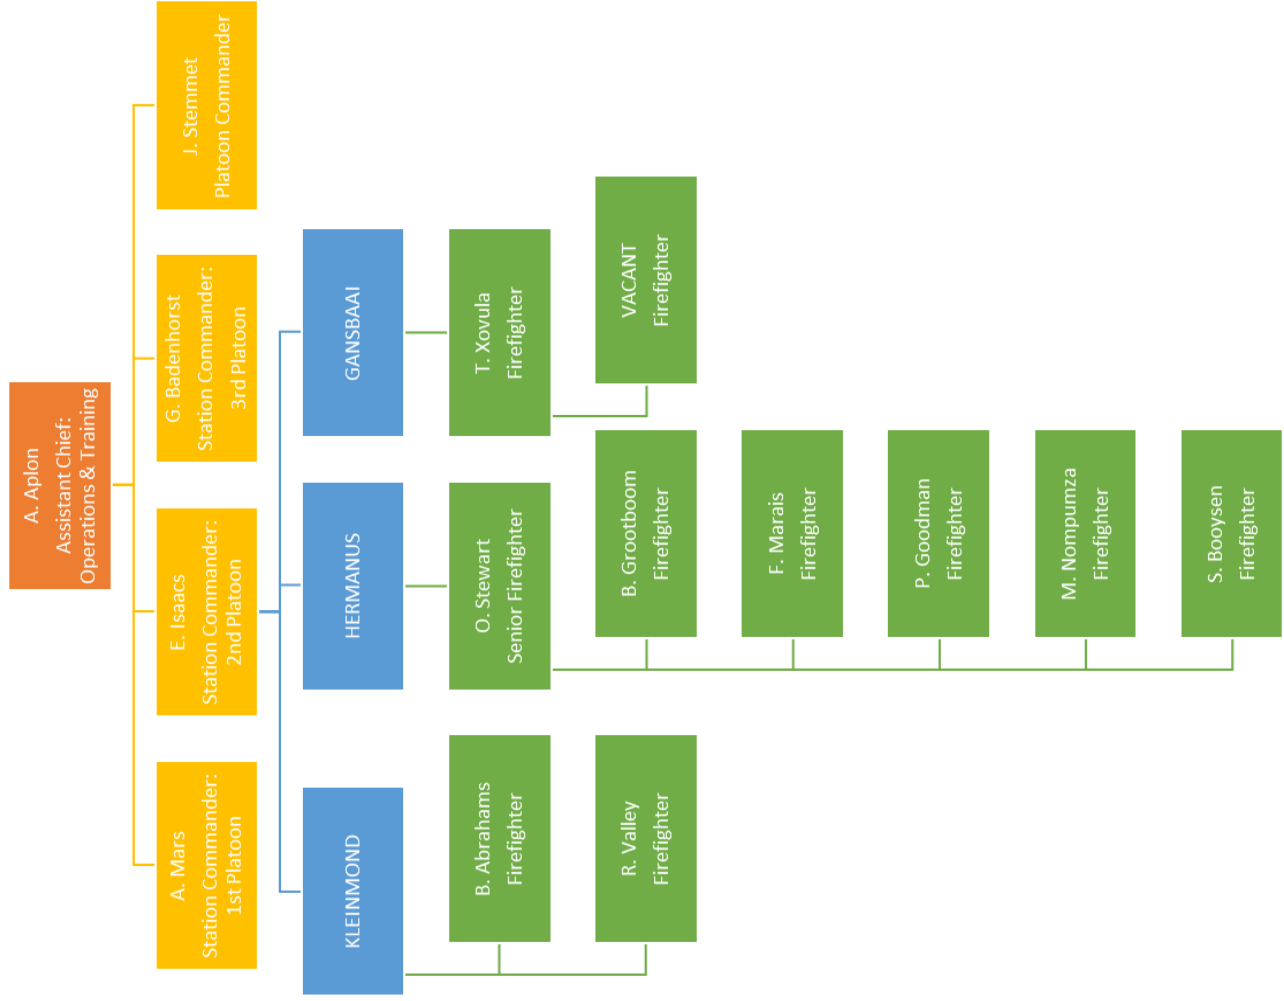 A. Aplon
Assistant Chief:
Operations & Training
A. Mars
Station Commander:
1st Platoon
E. Isaacs
Station Commander:
2nd Platoon
G. Badenhorst
Station Commander:
3rd Platoon
J. Stemmet
Platoon Commander
KLEINMOND
HERMANUS
GANSBAAI
B. Abrahams
Firefighter
O. Stewart
Senior Firefighter
T. Xovula
Firefighter
R. Valley
Firefighter
B. Grootboom
Firefighter
VACANT
Firefighter
F. Marais
Firefighter
P. Goodman
Firefighter
M. Nompumza
Firefighter
S. Booysen
Firefighter